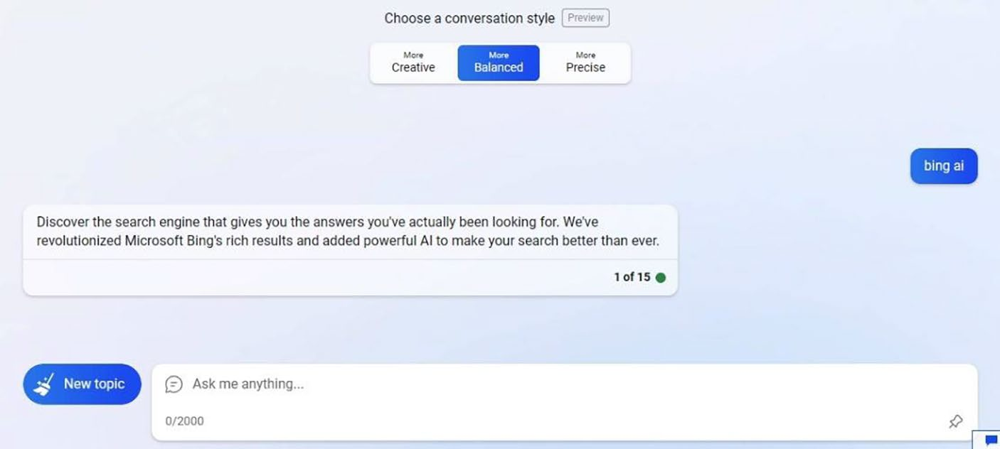 Choose a conversation style Preview
More
Creative
More
Balanced
More
Precise
bing ai
Discover the search engine that gives you the answers you've actually been looking for. We've
revolutionized Microsoft Bing's rich results and added powerful AI to make your search better than ever.
1 of 15
New topic
Ask me anything...
0/2000